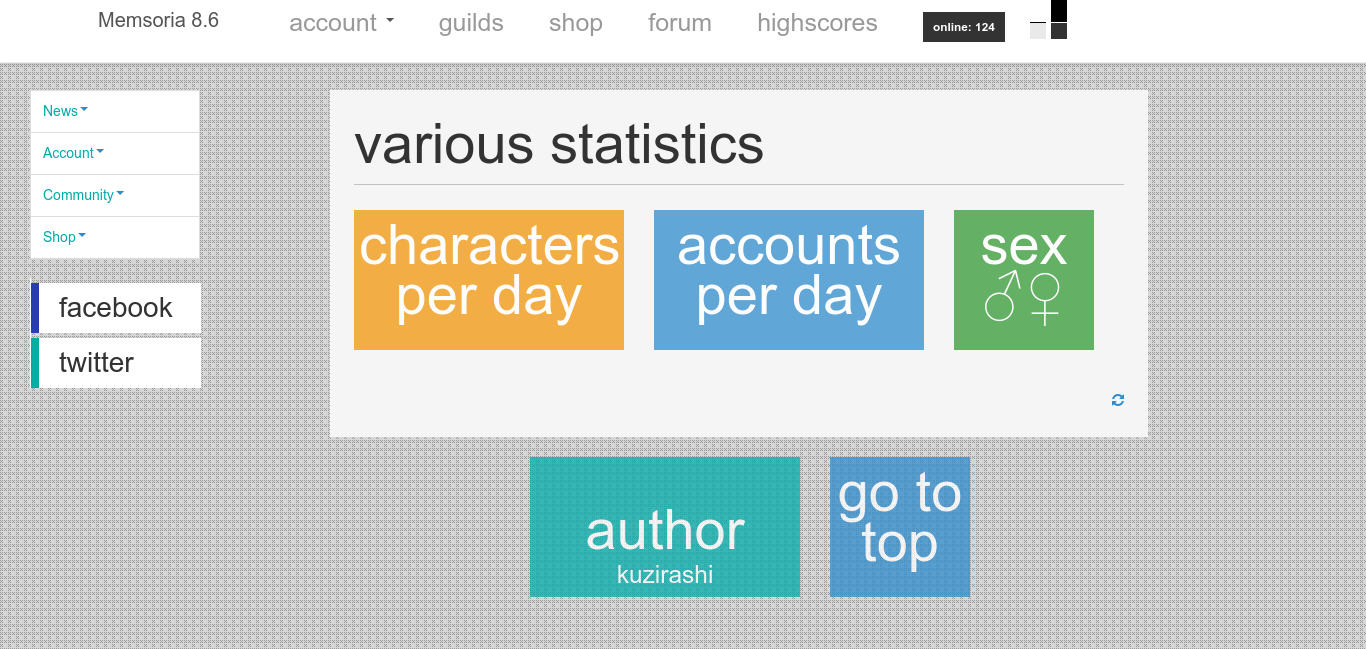 Memsoria 8.6
account
guilds
shop
forum
highscores
online: 124
News
Account
Community
Shop
facebook
twitter
various statistics
characters
per day
accounts
per day
sex
♂♀
author
kuzirashi
go to
top